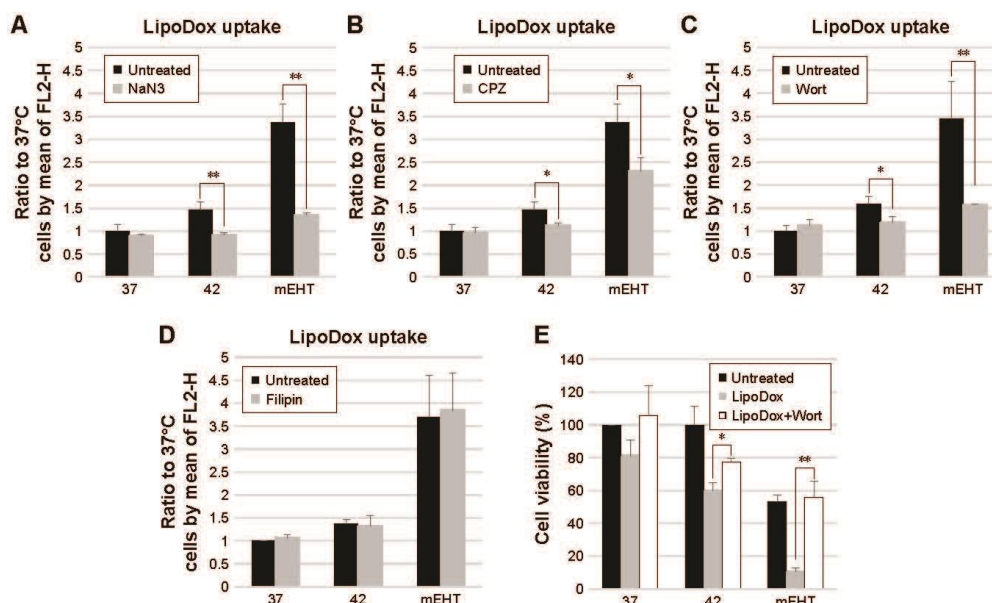 A
LipoDox uptake
Ratio to 37°C
cells by mean of FL2-H
5
4.5
4
3.5
3
2.5
2
1.5
1
0.5
0
Untreated
NaN3
**
**
37
42
mEHT
B
LipoDox uptake
Ratio to 37°C
cells by mean of FL2-H
5
4.5
4
3.5
3
2.5
2
1.5
1
0.5
0
Untreated
CPZ
*
*
37
42
mEHT
C
LipoDox uptake
Ratio to 37°C
cells by mean of FL2-H
5
4.5
4
3.5
3
2.5
2
1.5
1
0.5
0
Untreated
Wort
*
**
37
42
mEHT
D
LipoDox uptake
Ratio to 37°C
cells by mean of FL2-H
5
4.5
4
3.5
3
2.5
2
1.5
1
0.5
0
Untreated
Filipin
37
42
mEHT
E
Cell viability (%)
140
120
100
80
60
40
20
0
Untreated
LipoDox
LipoDox+Wort
*
**
37
42
mEHT